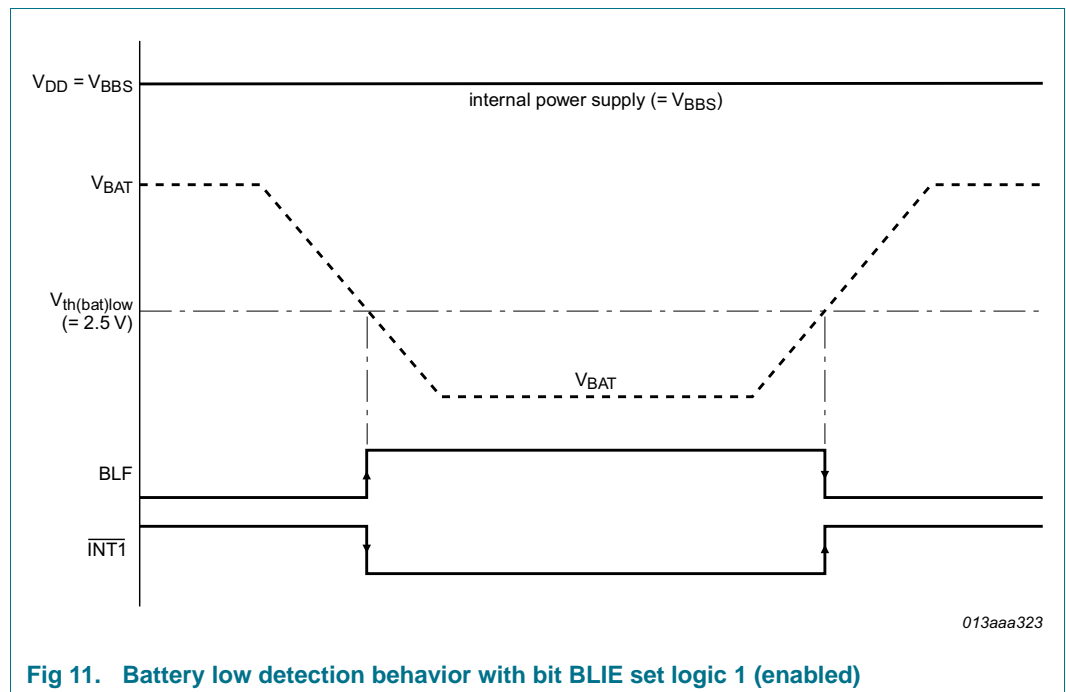 VDD = VBBS
internal power supply (= VBBS)
VBAT
Vth(bat)low
(= 2.5 V)
VBAT
BLF
INT1
013aaa323
Fig 11. Battery low detection behavior with bit BLIE set logic 1 (enabled)